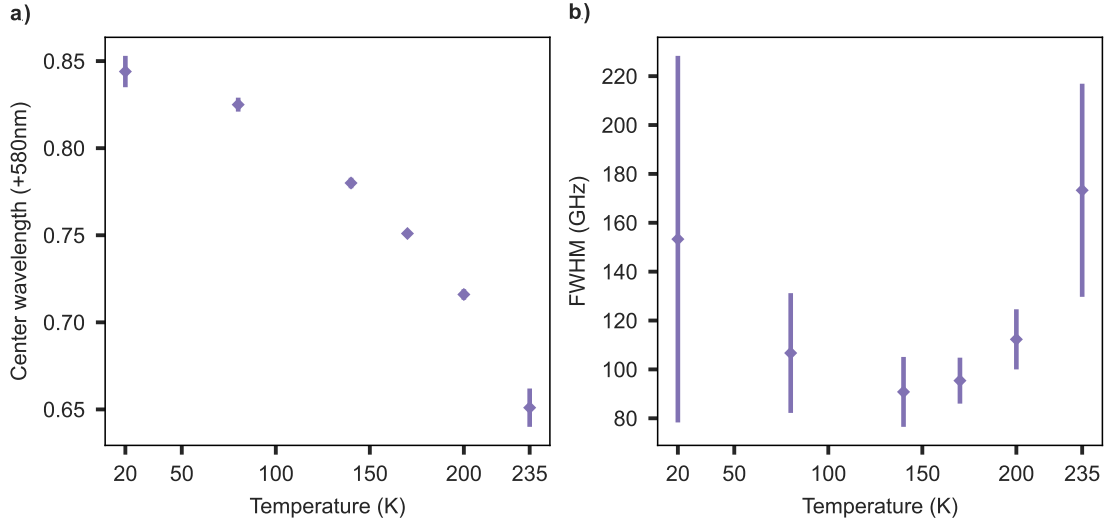 a)
Center wavelength (+580nm)
0.85
0.80
0.75
0.70
0.65
20 50 100 150 200 235
Temperature (K)
b)
FWHM (GHz)
220
200
180
160
140
120
100
80
20 50 100 150 200 235
Temperature (K)